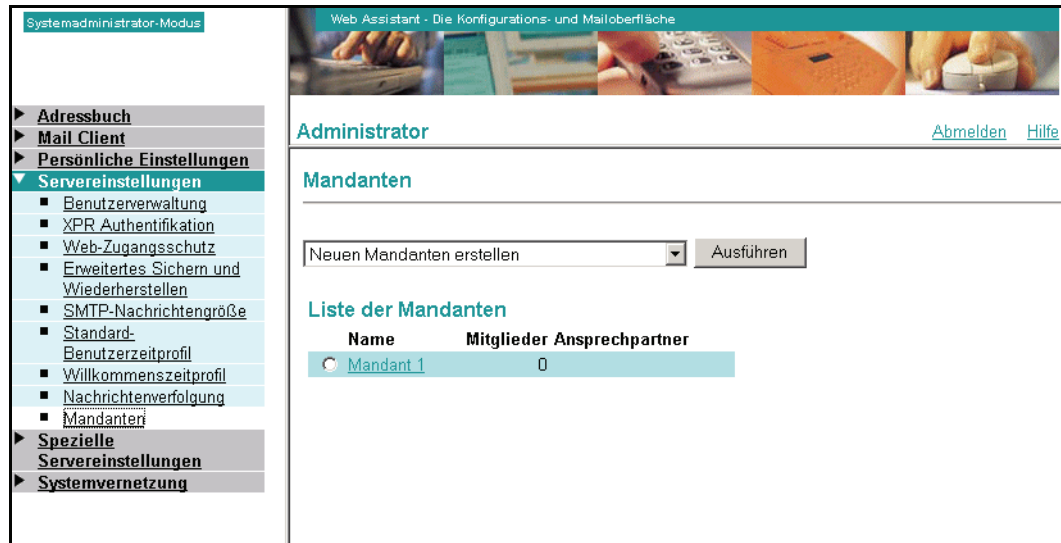 Systemadministrator-Modus
Web Assistant - Die Konfigurations- und Mailoberfläche
Adressbuch
Mail Client
Persönliche Einstellungen
Servereinstellungen
Benutzerverwaltung
XPR Authentifikation
Web-Zugangsschutz
Erweitertes Sichern und
Wiederherstellen
SMTP-Nachrichtengröße
Standard-
Benutzerzeitprofil
Willkommenszeitprofil
Nachrichtenverfolgung
Mandanten
Spezielle
Servereinstellungen
Systemvernetzung
Administrator
Abmelden Hilfe
Mandanten
Neuen Mandanten erstellen Ausführen
Liste der Mandanten
Name Mitglieder Ansprechpartner
Mandant 1 0